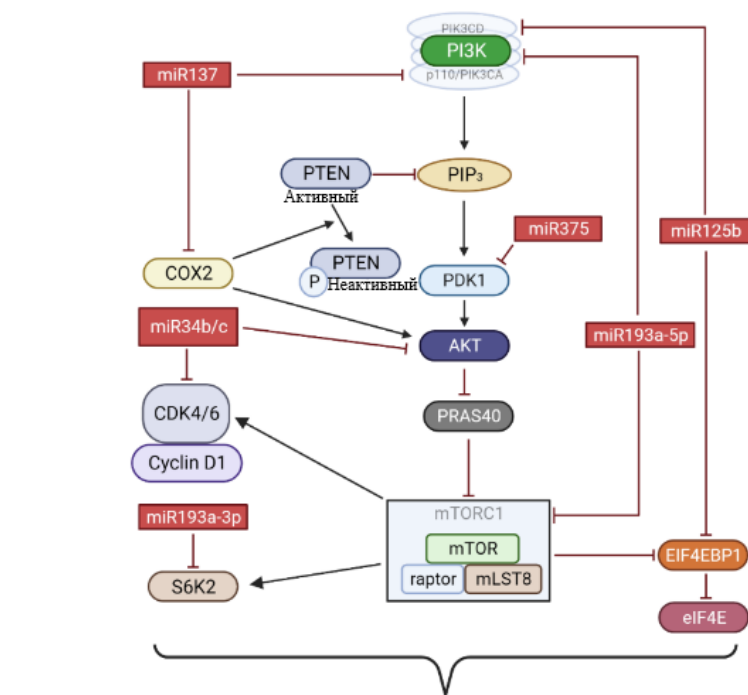 PIK3CD
PI3K
p110/PIK3CA
miR137
PTEN
Активный
PIP₃
miR375
miR125b
PTEN
P
Неактивный
COX2
PDK1
miR34b/c
AKT
miR193a-5p
CDK4/6
PRAS40
Cyclin D1
mTORC1
miR193a-3p
mTOR
EIF4EBP1
raptor
mLST8
S6K2
eIF4E